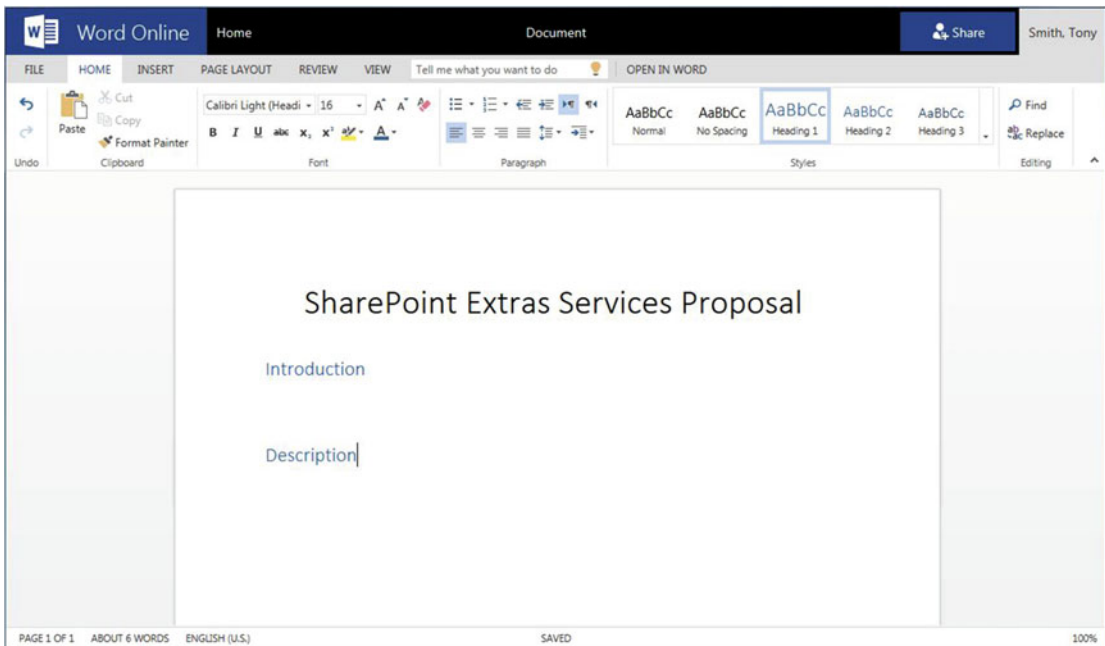 Word Online Home Document Share Smith, Tony
FILE HOME INSERT PAGE LAYOUT REVIEW VIEW Tell me what you want to do OPEN IN WORD
Cut
Copy
Paste
Format Painter
Undo Clipboard
Calibri Light (Headi 16
B I U abc x₂ x² A
Font
Paragraph
AaBbCc AaBbCc AaBbCc AaBbCc AaBbCc
Normal No Spacing Heading 1 Heading 2 Heading 3
Styles
Find
Replace
Editing
SharePoint Extras Services Proposal
Introduction
Description
PAGE 1 OF 1 ABOUT 6 WORDS ENGLISH (U.S.) SAVED 100%